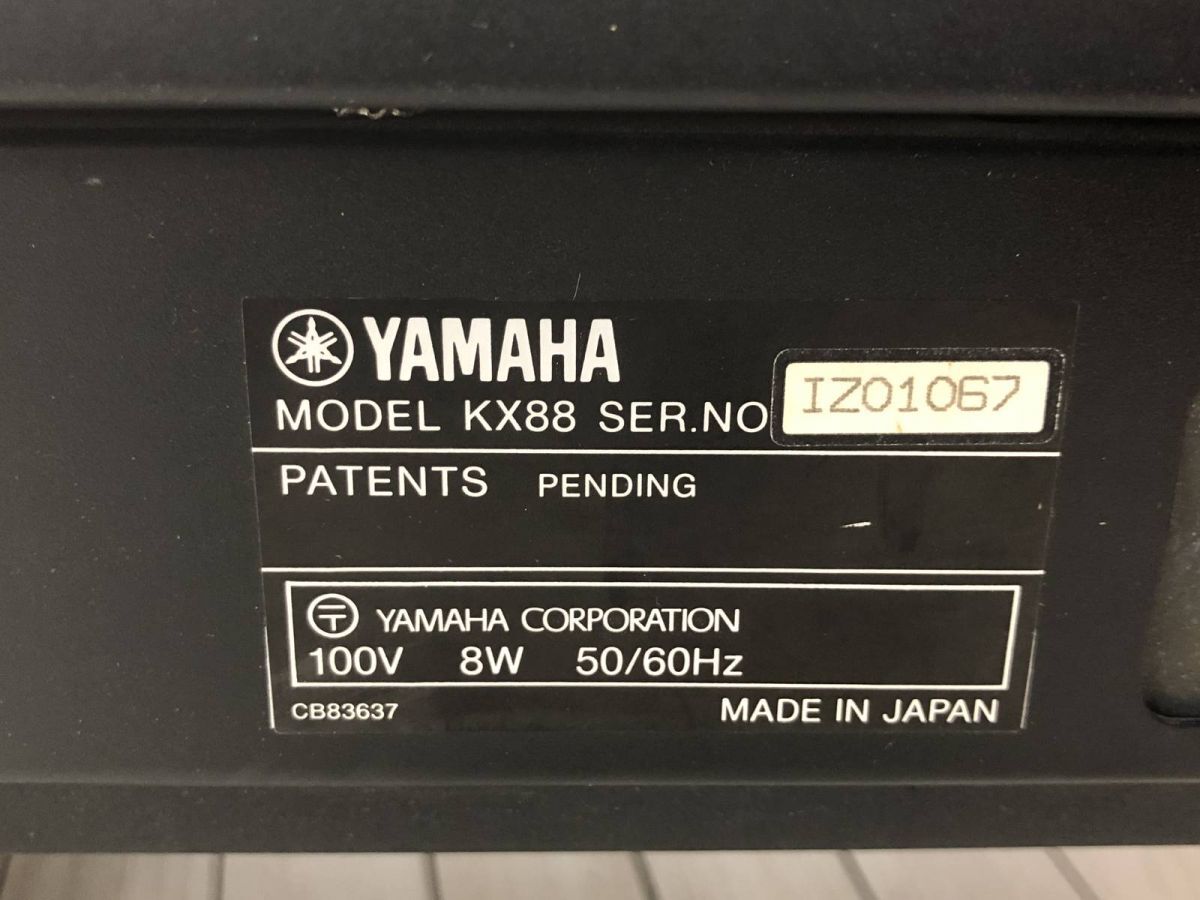 YAMAHA
MODEL KX88 SER.NO IZ01067
PATENTS PENDING
YAMAHA CORPORATION
100V 8W 50/60Hz
CB83637 MADE IN JAPAN